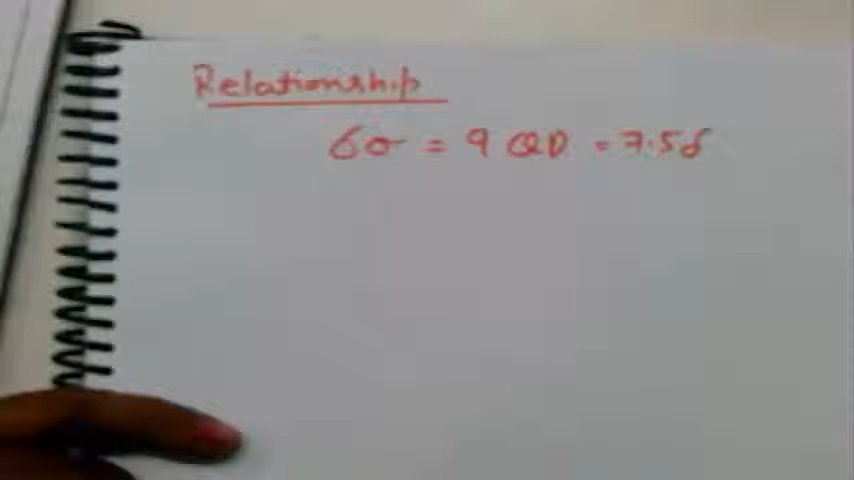 Relationship
6σ = 9 QD = 7.5δ